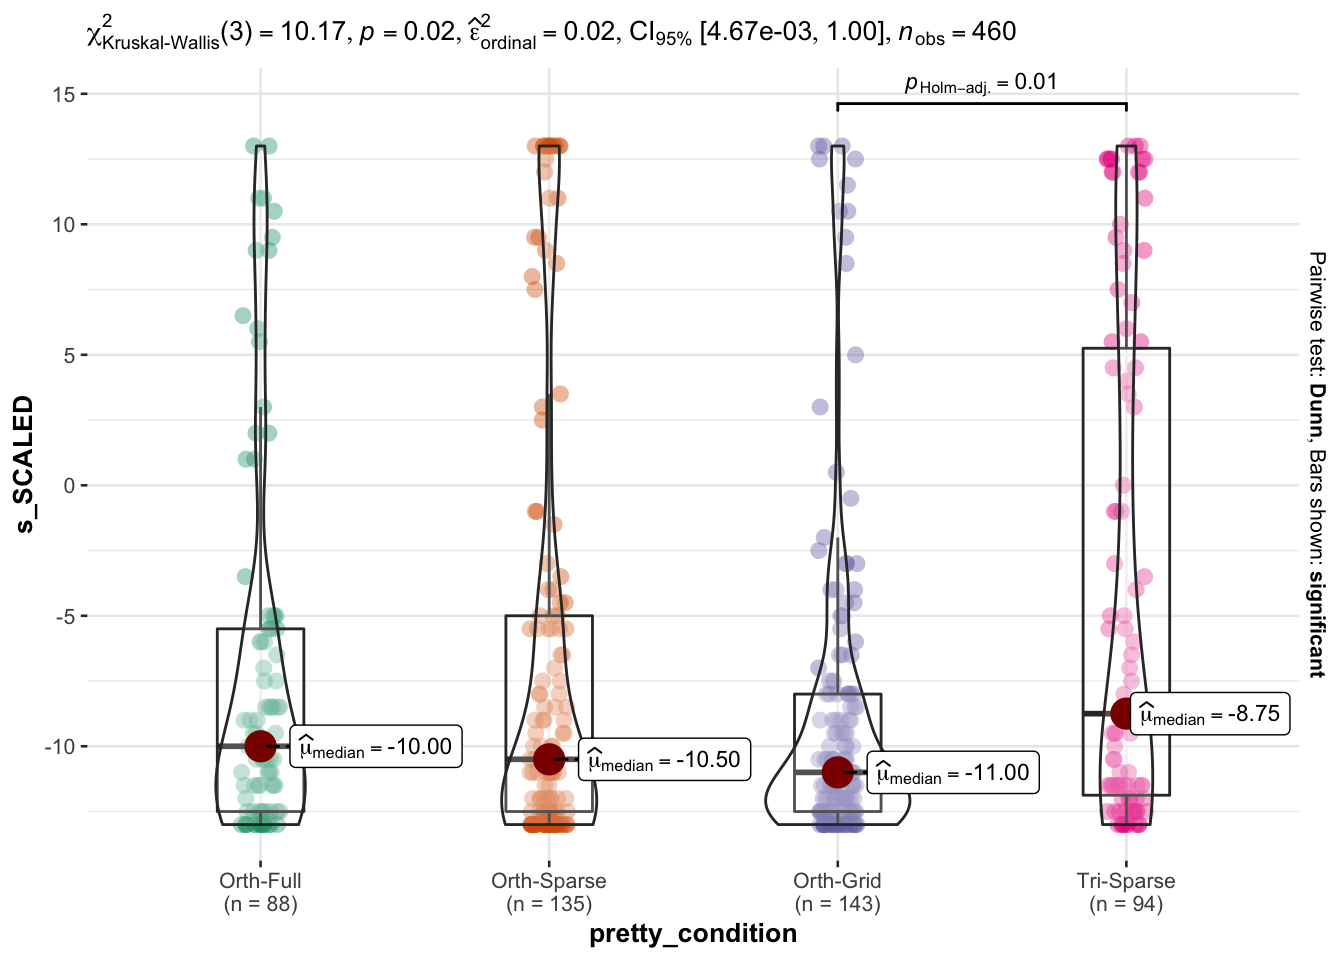 χ²Kruskal-Wallis(3) = 10.17, p = 0.02, ε̂²ordinal = 0.02, CI95% [4.67e-03, 1.00], nobs = 460
pHolm−adj. = 0.01
15
10
5
0
-5
-10
s_SCALED
μ̂median = -10.00
μ̂median = -10.50
μ̂median = -11.00
μ̂median = -8.75
Orth-Full
(n = 88)
Orth-Sparse
(n = 135)
Orth-Grid
(n = 143)
Tri-Sparse
(n = 94)
pretty_condition
Pairwise test: Dunn, Bars shown: significant